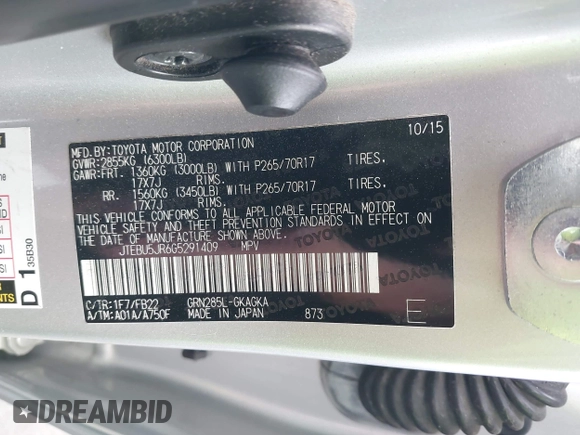 MFD.BY:TOYOTA MOTOR CORPORATION 10/15
GVWR:2855KG (6300LB)
GAWR:FRT. 1360KG (3000LB) WITH P265/70R17 TIRES,
17X7J RIMS.
RR. 1560KG (3450LB) WITH P265/70R17 TIRES,
17X7J RIMS.
THIS VEHICLE CONFORMS TO ALL APPLICABLE FEDERAL MOTOR
VEHICLE SAFETY AND THEFT PREVENTION STANDARDS IN EFFECT ON
THE DATE OF MANUFACTURE SHOWN ABOVE.
JTEBU5JR6G5291409 MPV
C/TR:1F7/FB22 GRN285L-GKAGKA
A/TM:A01A/A750F MADE IN JAPAN 873 E
D 1 35B30
DREAMBID